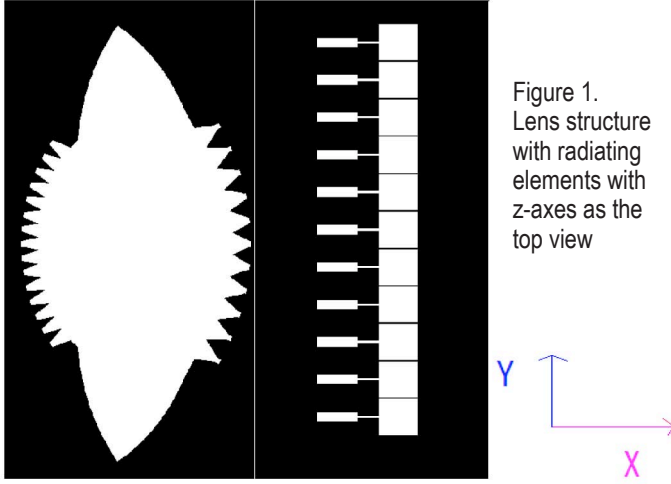 Figure 1.
Lens structure
with radiating
elements with
z-axes as the
top view
Y
X